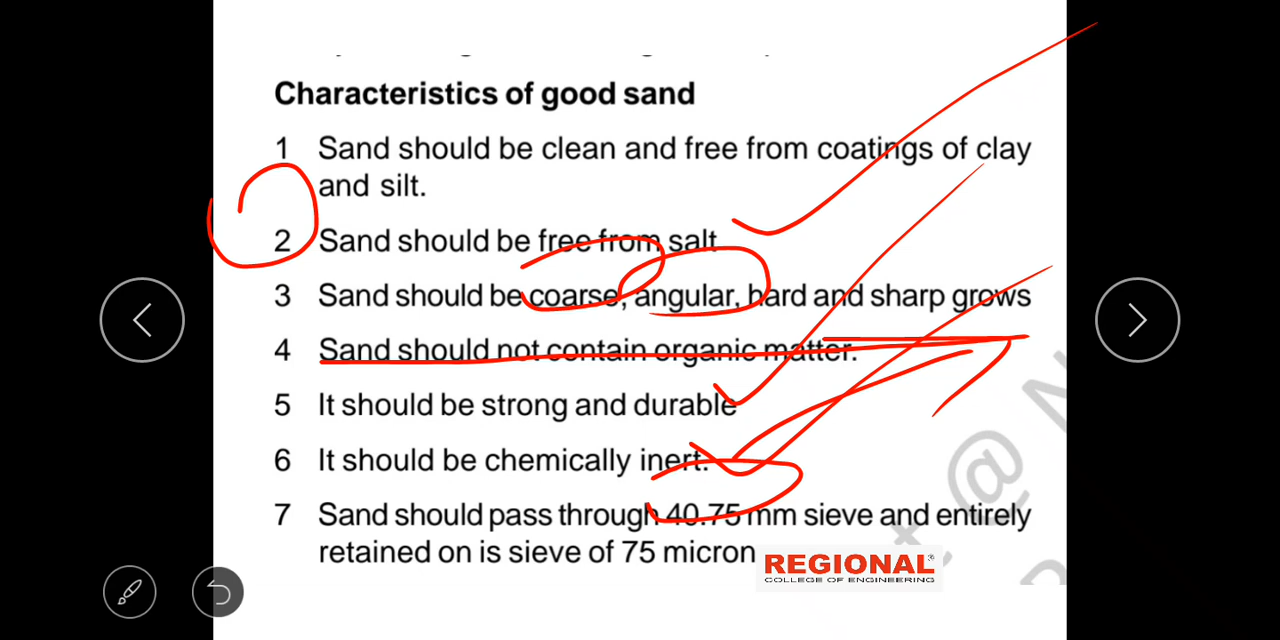 Characteristics of good sand
1 Sand should be clean and free from coatings of clay
and silt.
2 Sand should be free from salt
3 Sand should be coarse, angular, hard and sharp grows
4 Sand should not contain organic matter.
5 It should be strong and durable
6 It should be chemically inert.
7 Sand should pass through 40.75 mm sieve and entirely
retained on is sieve of 75 micron
REGIONAL
COLLEGE OF ENGINEERING